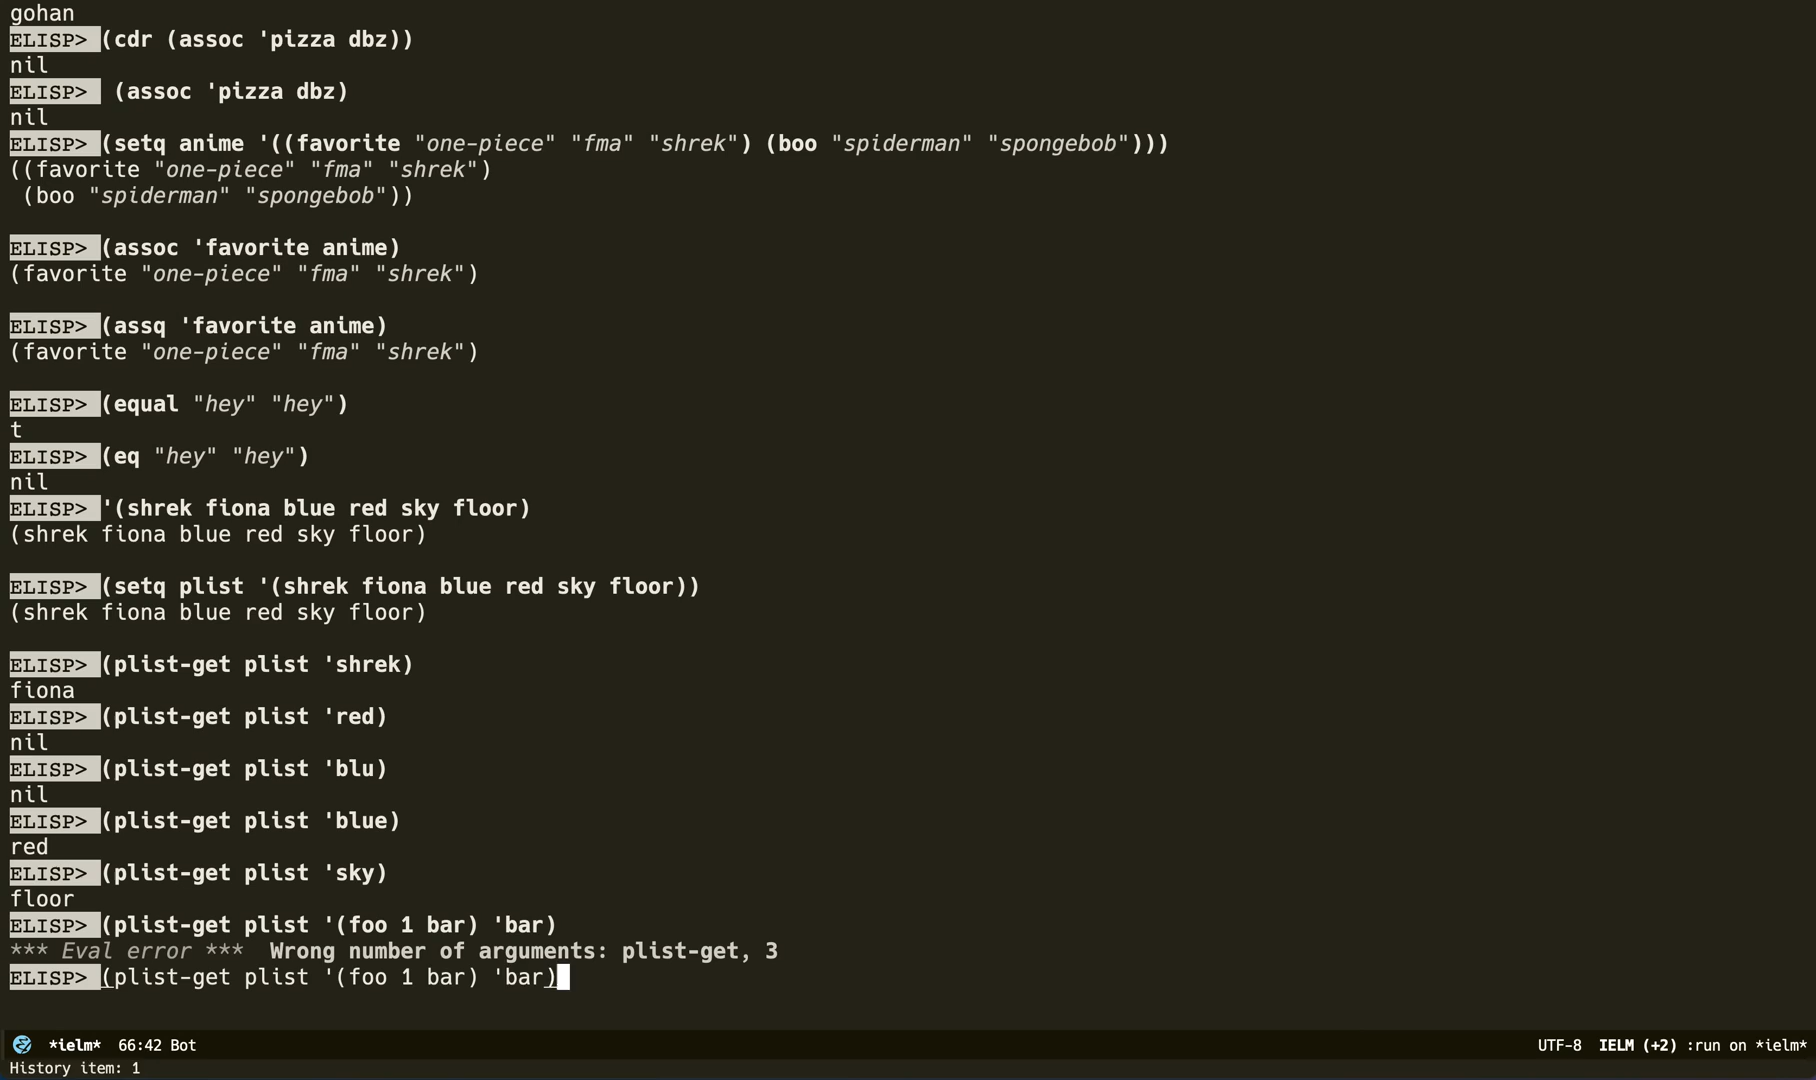 gohan
ELISP> (cdr (assoc 'pizza dbz))
nil
ELISP>  (assoc 'pizza dbz)
nil
ELISP> (setq anime '((favorite "one-piece" "fma" "shrek") (boo "spiderman" "spongebob")))
((favorite "one-piece" "fma" "shrek")
 (boo "spiderman" "spongebob"))
ELISP> (assoc 'favorite anime)
(favorite "one-piece" "fma" "shrek")
ELISP> (assq 'favorite anime)
(favorite "one-piece" "fma" "shrek")
ELISP> (equal "hey" "hey")
t
ELISP> (eq "hey" "hey")
nil
ELISP> '(shrek fiona blue red sky floor)
(shrek fiona blue red sky floor)
ELISP> (setq plist '(shrek fiona blue red sky floor))
(shrek fiona blue red sky floor)
ELISP> (plist-get plist 'shrek)
fiona
ELISP> (plist-get plist 'red)
nil
ELISP> (plist-get plist 'blu)
nil
ELISP> (plist-get plist 'blue)
red
ELISP> (plist-get plist 'sky)
floor
ELISP> (plist-get plist '(foo 1 bar) 'bar)
*** Eval error ***  Wrong number of arguments: plist-get, 3
ELISP> (plist-get plist '(foo 1 bar) 'bar)
*ielm*  66:42 Bot UTF-8  IELM (+2) :run on *ielm*
History item: 1